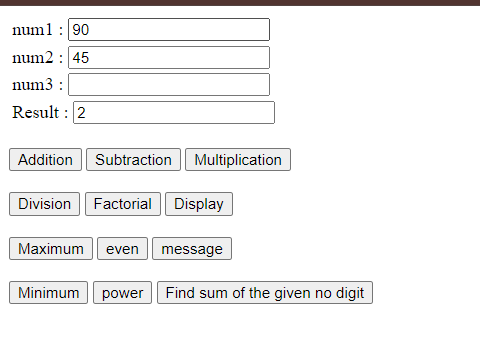 num1 : 90
num2 : 45
num3 :
Result : 2
Addition Subtraction Multiplication
Division Factorial Display
Maximum even message
Minimum power Find sum of the given no digit